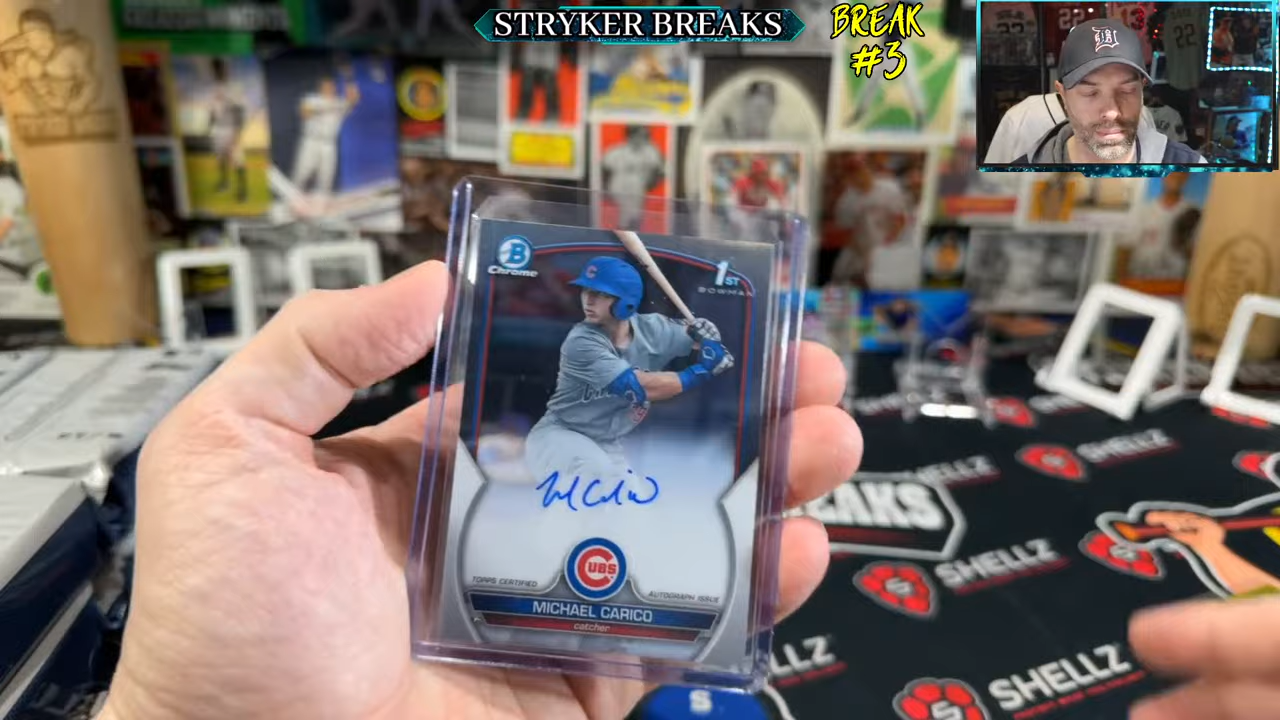 STRYKER BREAKS
BREAK
#3
B
Chrome
1ST
BOWMAN
CUBS
TOPPS CERTIFIED
AUTOGRAPH ISSUE
MICHAEL CARICO
catcher
SHELLZ
SHELLZ
SHELLZ
SHELLZ
S